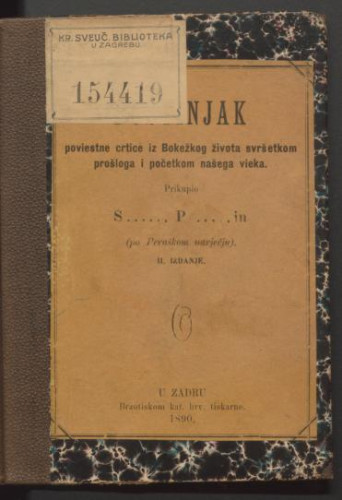 KR. SVEUČ. BIBLIOTEKA
U ZAGREBU.
154419
NJAK
poviestne crtice iz Bokežkog života svršetkom
prošloga i početkom našega vieka.
Prikupio
S...... P.......in
(po Peraškom narječju).
II. IZDANJE.
U ZADRU
Brzotiskom kat. hrv. tiskarne.
1890.